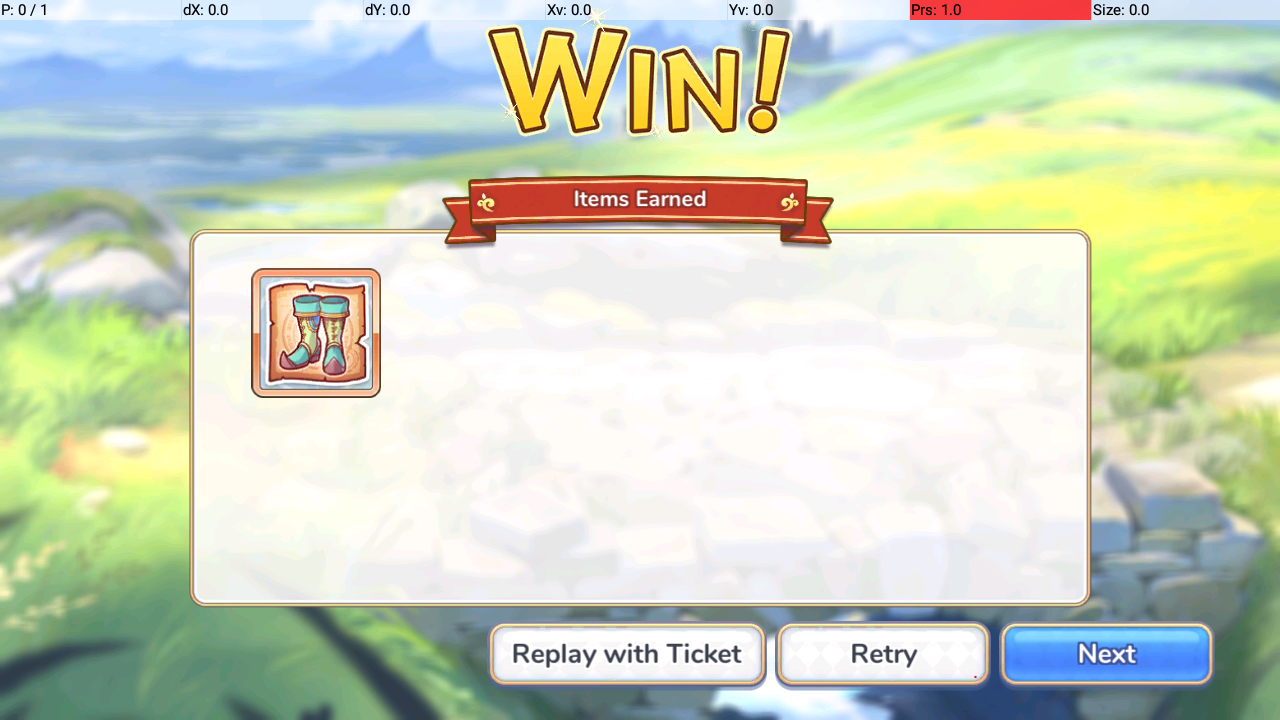 P: 0 / 1 dX: 0.0 dY: 0.0 Xv: 0.0 Yv: 0.0 Prs: 1.0 Size: 0.0
WIN!
Items Earned
Replay with Ticket Retry Next